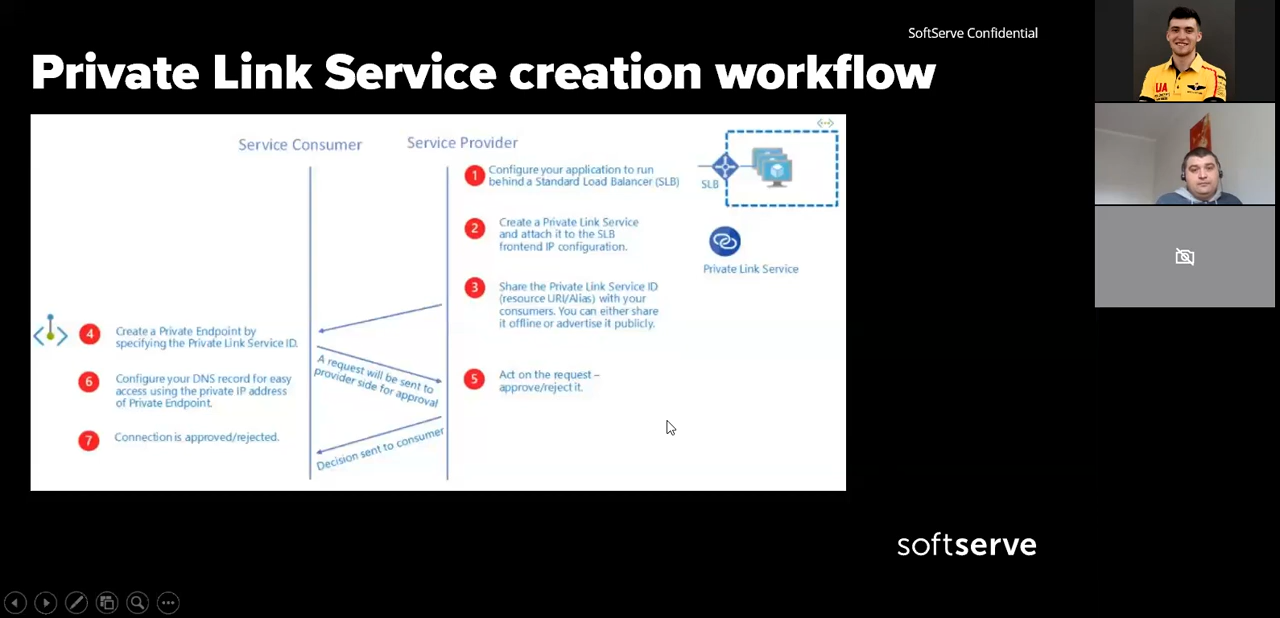 SoftServe Confidential
Private Link Service creation workflow
Service Consumer
Service Provider
1
Configure your application to run
behind a Standard Load Balancer (SLB)
SLB
2
Create a Private Link Service
and attach it to the SLB
frontend IP configuration.
Private Link Service
3
Share the Private Link Service ID
(resource URI/Alias) with your
consumers. You can either share
it offline or advertise it publicly.
4
Create a Private Endpoint by
specifying the Private Link Service ID.
A request will be sent to
provider side for approval
5
Act on the request –
approve/reject it.
6
Configure your DNS record for easy
access using the private IP address
of Private Endpoint.
7
Connection is approved/rejected.
Decision sent to consumer
softserve
UA